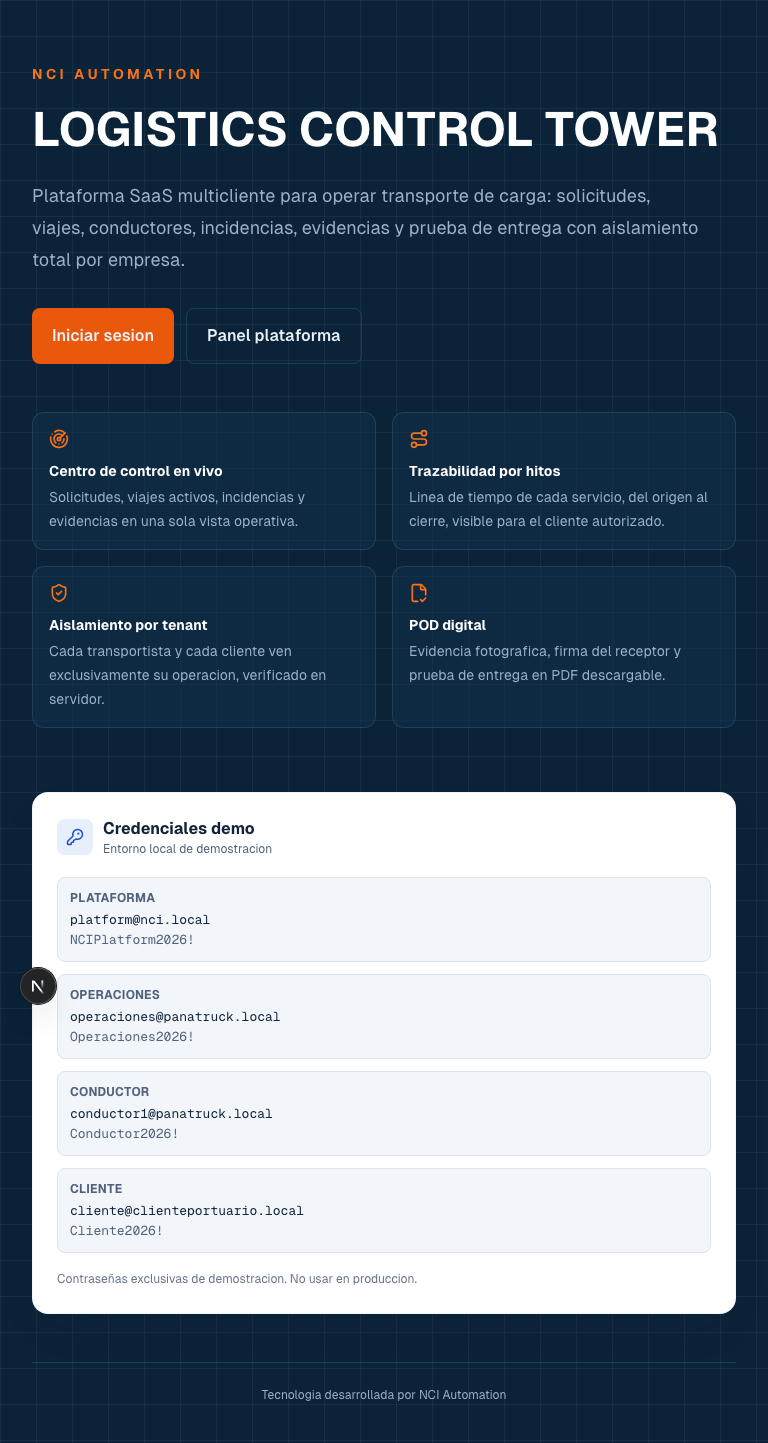 NCI AUTOMATION
LOGISTICS CONTROL TOWER
Plataforma SaaS multicliente para operar transporte de carga: solicitudes,
viajes, conductores, incidencias, evidencias y prueba de entrega con aislamiento
total por empresa.
Iniciar sesion
Panel plataforma
Centro de control en vivo
Solicitudes, viajes activos, incidencias y
evidencias en una sola vista operativa.
Trazabilidad por hitos
Linea de tiempo de cada servicio, del origen al
cierre, visible para el cliente autorizado.
Aislamiento por tenant
Cada transportista y cada cliente ven
exclusivamente su operacion, verificado en
servidor.
POD digital
Evidencia fotografica, firma del receptor y
prueba de entrega en PDF descargable.
Credenciales demo
Entorno local de demostracion
PLATAFORMA
platform@nci.local
NCIPlatform2026!
N
OPERACIONES
operaciones@panatruck.local
Operaciones2026!
CONDUCTOR
conductor1@panatruck.local
Conductor2026!
CLIENTE
cliente@clienteportuario.local
Cliente2026!
Contraseñas exclusivas de demostracion. No usar en produccion.
Tecnologia desarrollada por NCI Automation